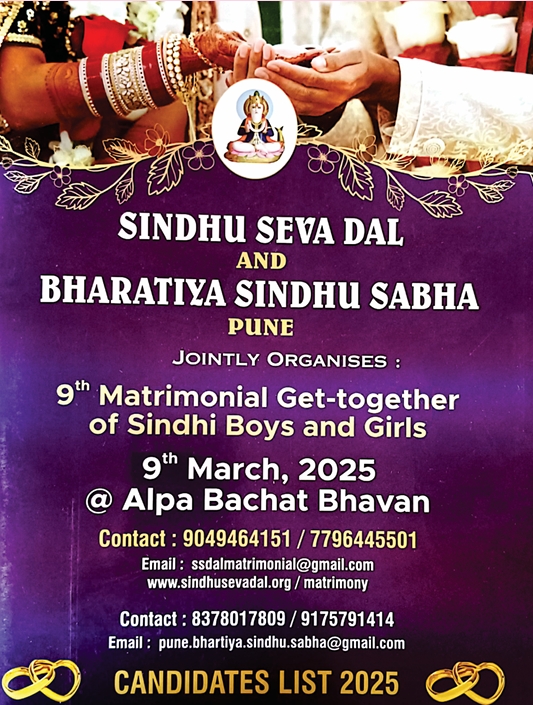 SINDHU SEVA DAL
AND
BHARATIYA SINDHU SABHA
PUNE
JOINTLY ORGANISES :
9th Matrimonial Get-together
of Sindhi Boys and Girls
9th March, 2025
@ Alpa Bachat Bhavan
Contact : 9049464151 / 7796445501
Email : ssdalmatrimonial@gmail.com
www.sindhusevadal.org / matrimony
Contact : 8378017809 / 9175791414
Email : pune.bhartiya.sindhu.sabha@gmail.com
CANDIDATES LIST 2025